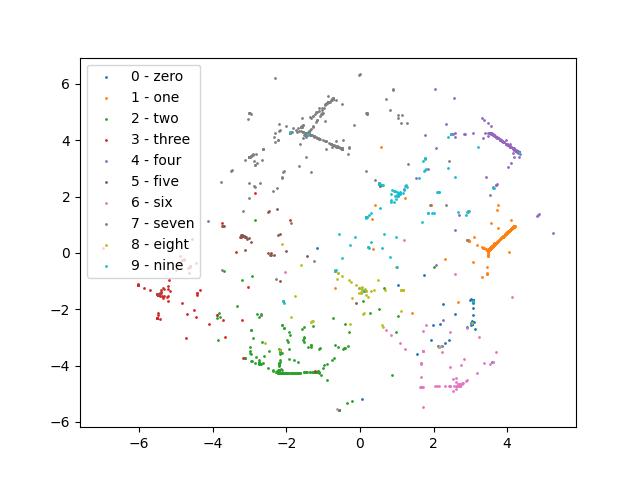 0 - zero
1 - one
2 - two
3 - three
4 - four
5 - five
6 - six
7 - seven
8 - eight
9 - nine
6
4
2
0
−2
−4
−6
−6 −4 −2 0 2 4